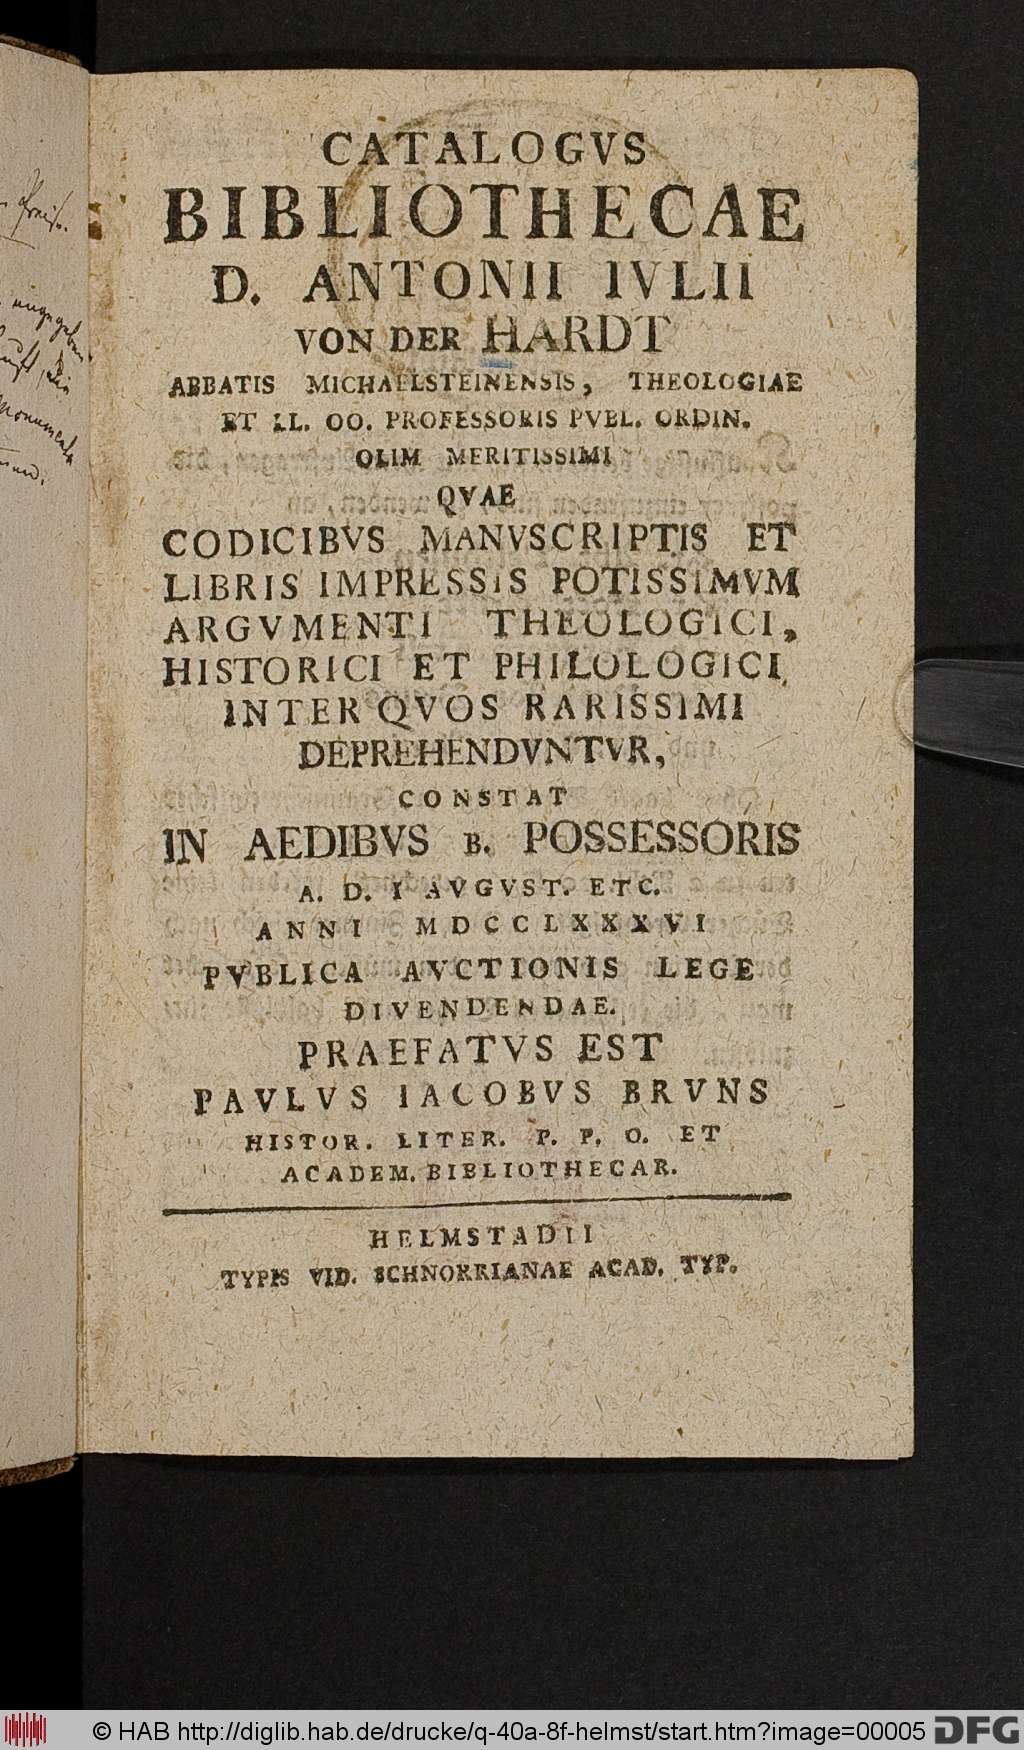 Preise.
angegeben
die
Monumenta
CATALOGVS
BIBLIOTHECAE
D. ANTONII IVLII
VON DER HARDT
ABBATIS MICHAELSTEINENSIS, THEOLOGIAE
ET LL. OO. PROFESSORIS PVBL. ORDIN.
OLIM MERITISSIMI
QVAE
CODICIBVS MANVSCRIPTIS ET
LIBRIS IMPRESSIS POTISSIMVM
ARGVMENTI THEOLOGICI,
HISTORICI ET PHILOLOGICI,
INTER QVOS RARISSIMI
DEPREHENDVNTVR,
CONSTAT
IN AEDIBVS B. POSSESSORIS
A. D. I AVGVST. ETC.
ANNI MDCCLXXXVI
PVBLICA AVCTIONIS LEGE
DIVENDENDAE.
PRAEFATVS EST
PAVLVS IACOBVS BRVNS
HISTOR. LITER. P. P. O. ET
ACADEM. BIBLIOTHECAR.
HELMSTADII
TYPIS VID. SCHNORRIANAE ACAD. TYP.
© HAB http://diglib.hab.de/drucke/q-40a-8f-helmst/start.htm?image=00005 DFG